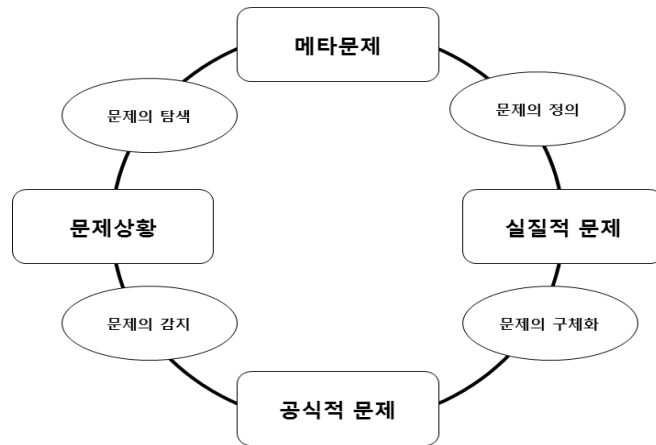 메타문제
문제의 탐색
문제의 정의
문제상황
실질적 문제
문제의 감지
문제의 구체화
공식적 문제